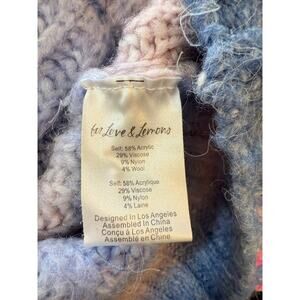 for Love & Lemons
Self: 58% Acrylic
29% Viscose
9% Nylon
4% Wool
Self: 58% Acrylique
29% Viscose
9% Nylon
4% Laine
Designed In Los Angeles
Assembled In China
Conçu à Los Angeles
Assemblé en Chine